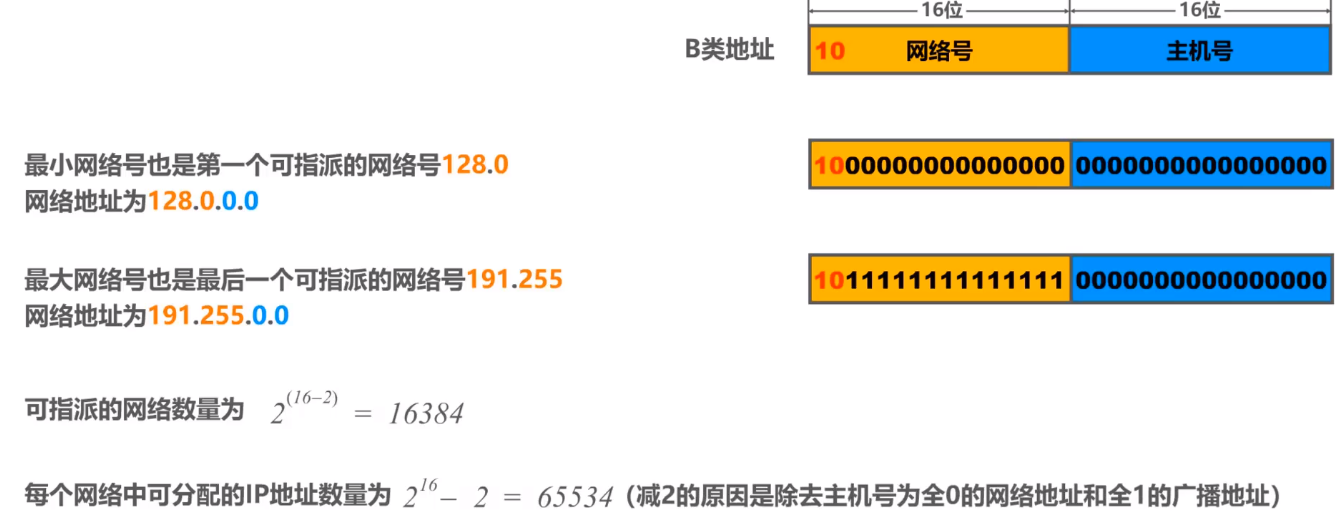 16位 16位
B类地址 10 网络号 主机号
最小网络号也是第一个可指派的网络号128.0 1000000000000000 0000000000000000
网络地址为128.0.0.0
最大网络号也是最后一个可指派的网络号191.255 1011111111111111 0000000000000000
网络地址为191.255.0.0
可指派的网络数量为 2^(16-2) = 16384
每个网络中可分配的IP地址数量为 2^16 - 2 = 65534 (减2的原因是除去主机号为全0的网络地址和全1的广播地址)